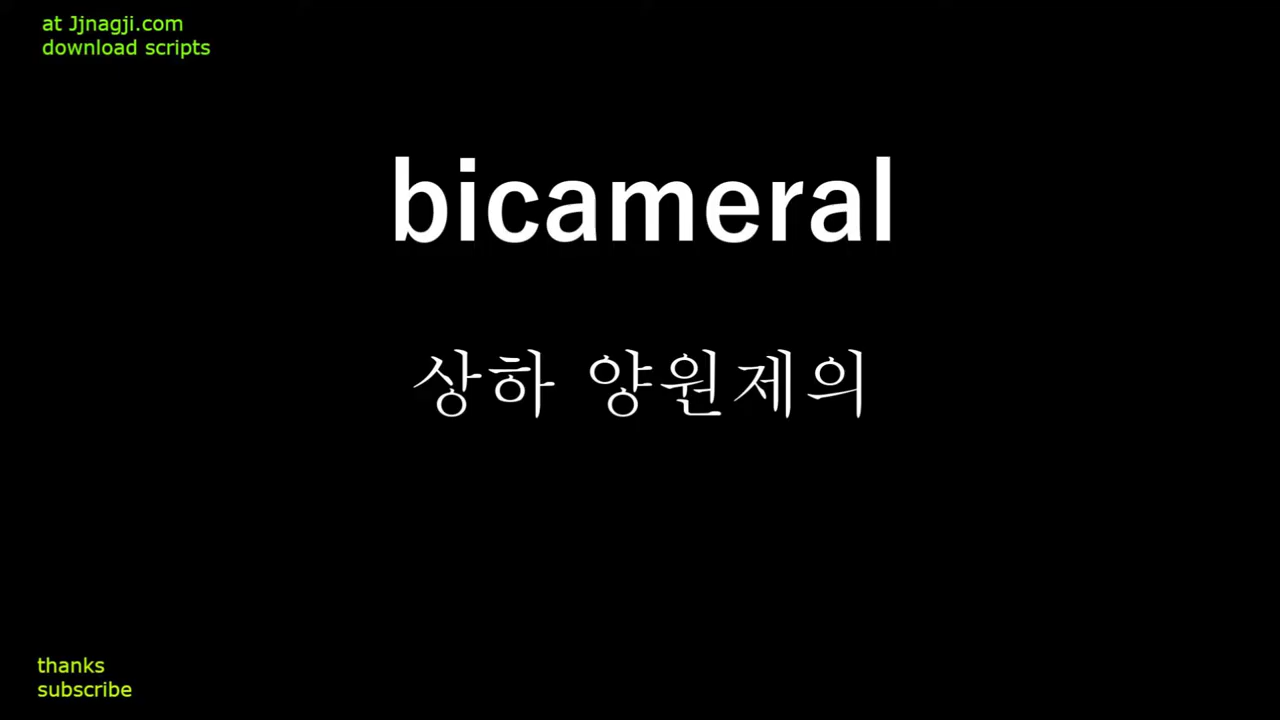 at Jjnagji.com
download scripts
bicameral
상하 양원제의
thanks
subscribe